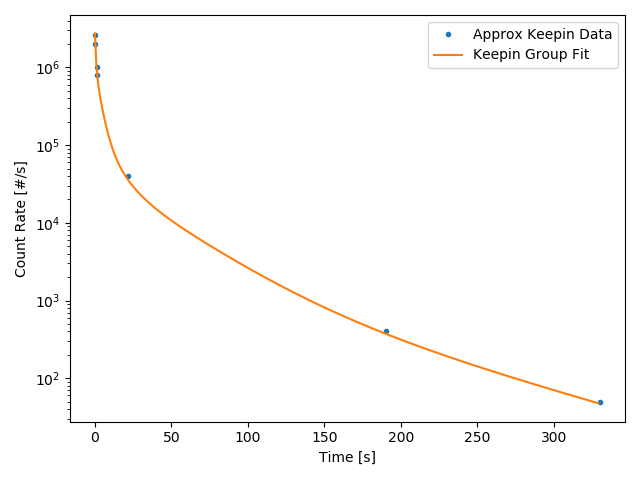 Approx Keepin Data
Keepin Group Fit
Count Rate [#/s]
10^6
10^5
10^4
10^3
10^2
0 50 100 150 200 250 300
Time [s]